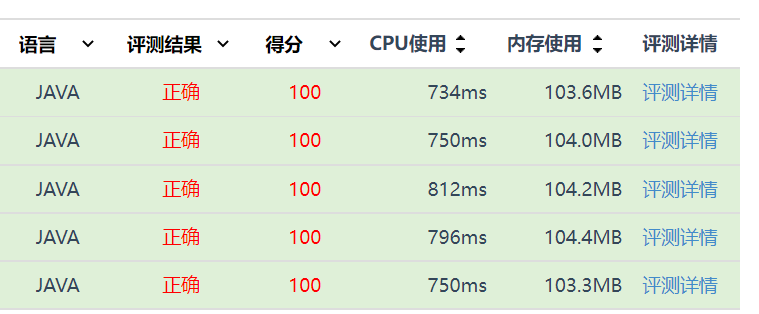 语言 评测结果 得分 CPU使用 内存使用 评测详情
JAVA 正确 100 734ms 103.6MB 评测详情
JAVA 正确 100 750ms 104.0MB 评测详情
JAVA 正确 100 812ms 104.2MB 评测详情
JAVA 正确 100 796ms 104.4MB 评测详情
JAVA 正确 100 750ms 103.3MB 评测详情